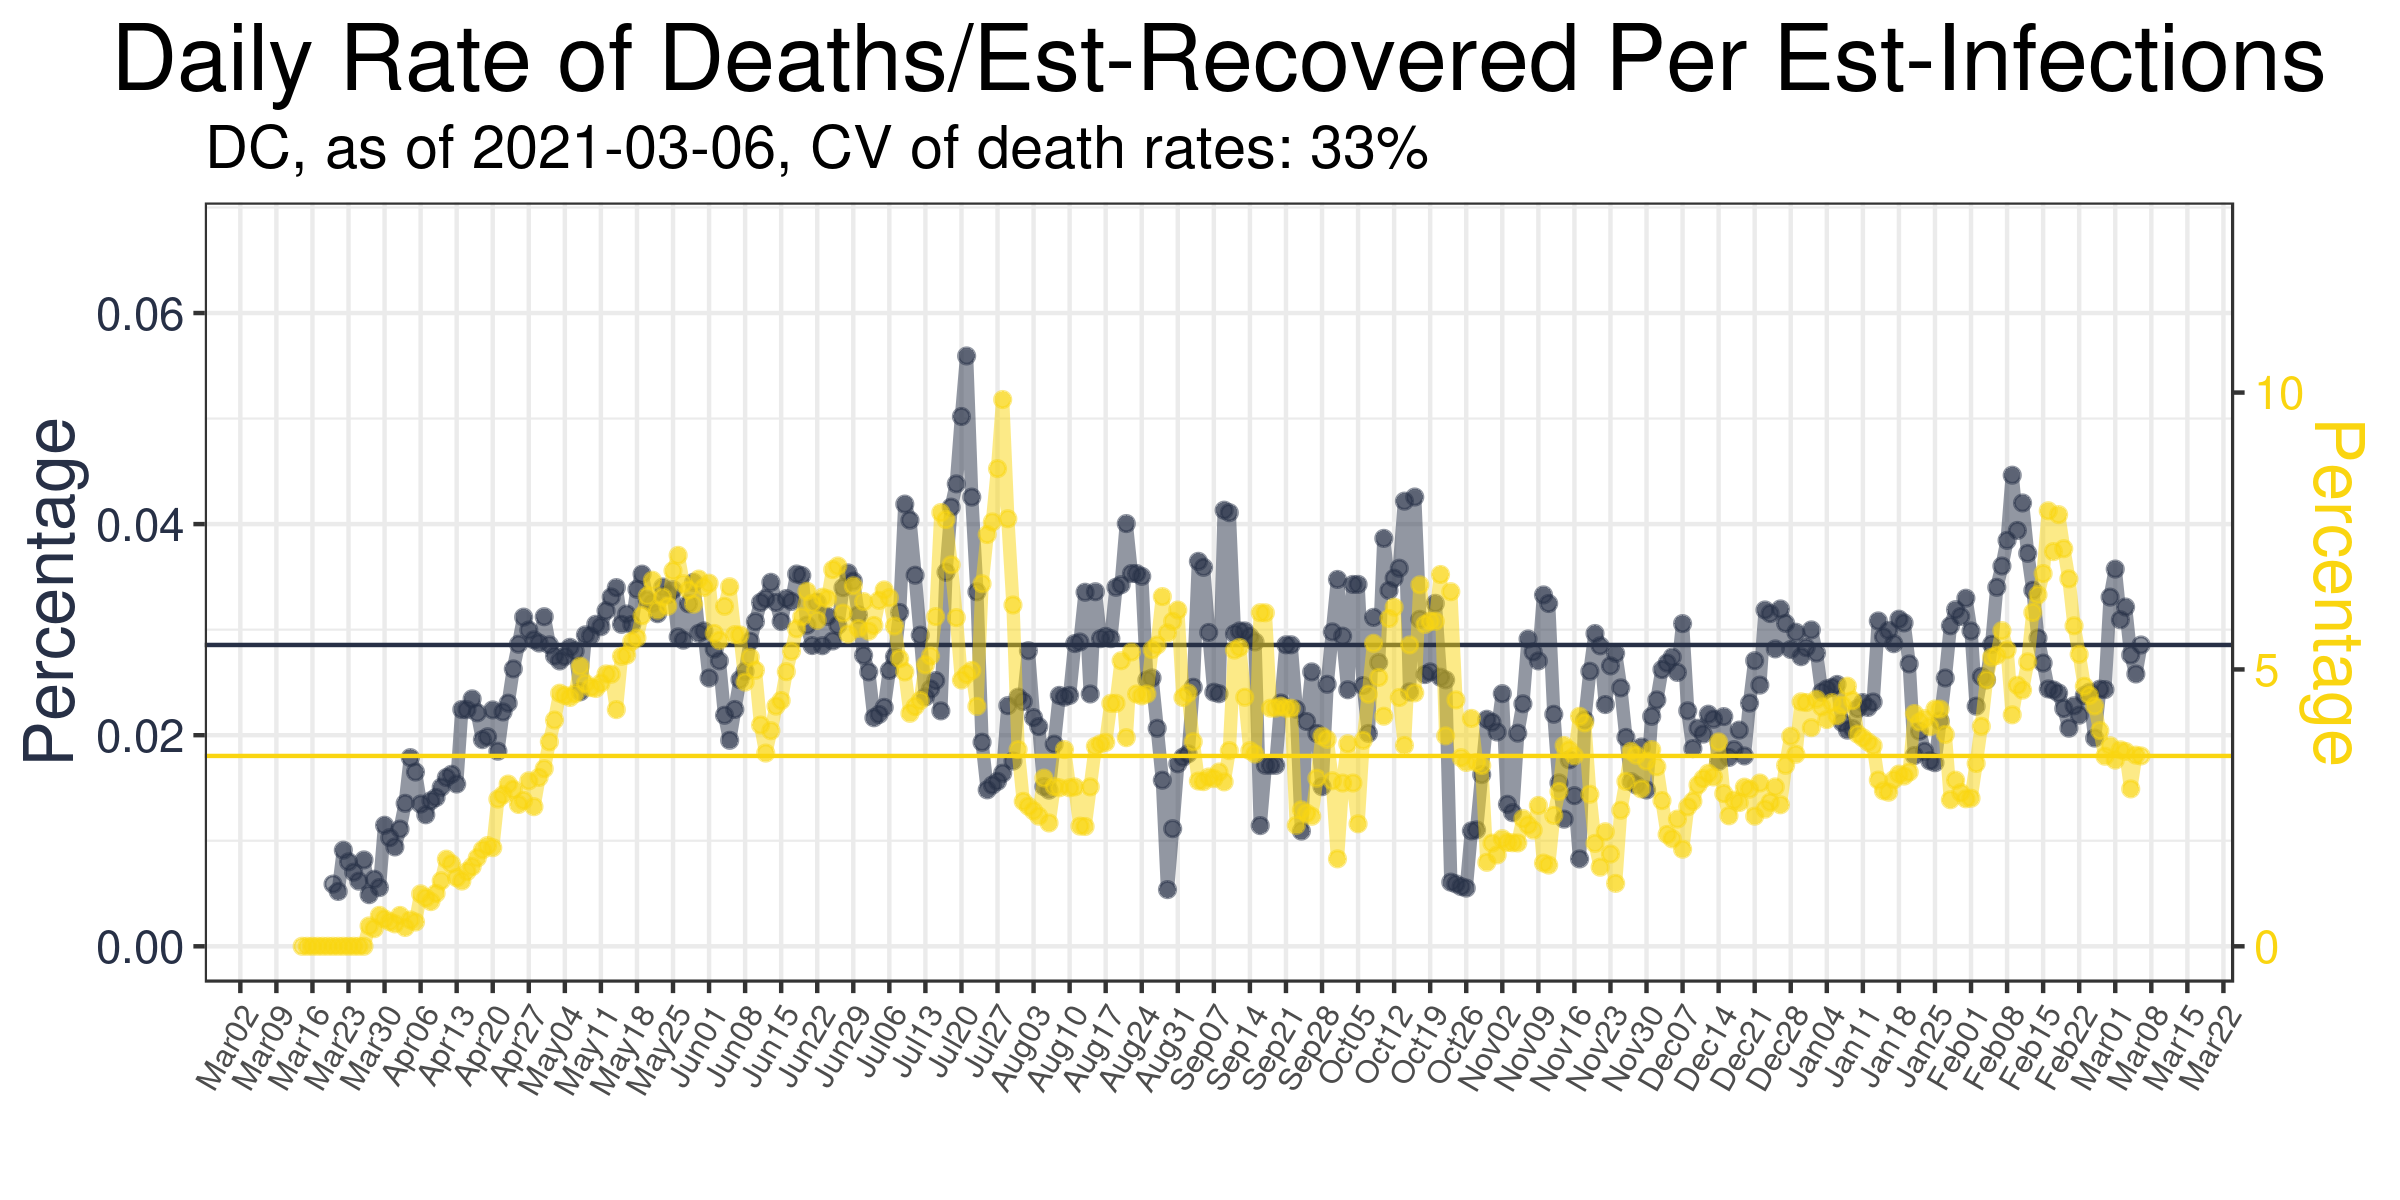 Daily Rate of Deaths/Est-Recovered Per Est-Infections
DC, as of 2021-03-06, CV of death rates: 33%
Percentage
0.06
0.04
0.02
0.00
10
5
0
Percentage
Mar02
Mar09
Mar16
Mar23
Mar30
Apr06
Apr13
Apr20
Apr27
May04
May11
May18
May25
Jun01
Jun08
Jun15
Jun22
Jun29
Jul06
Jul13
Jul20
Jul27
Aug03
Aug10
Aug17
Aug24
Aug31
Sep07
Sep14
Sep21
Sep28
Oct05
Oct12
Oct19
Oct26
Nov02
Nov09
Nov16
Nov23
Nov30
Dec07
Dec14
Dec21
Dec28
Jan04
Jan11
Jan18
Jan25
Feb01
Feb08
Feb15
Feb22
Mar01
Mar08
Mar15
Mar22